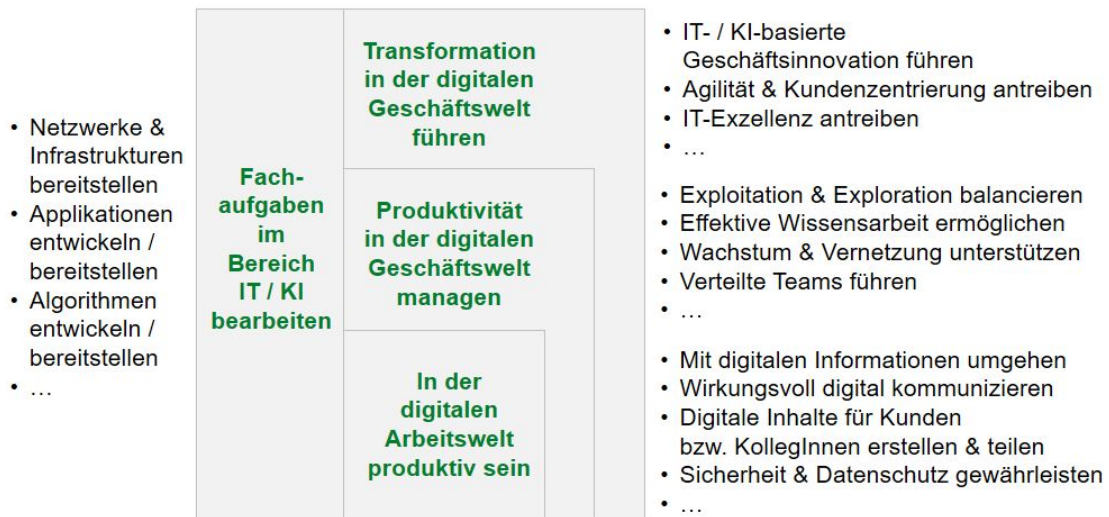 • Netzwerke &
Infrastrukturen
bereitstellen
• Applikationen
entwickeln /
bereitstellen
• Algorithmen
entwickeln /
bereitstellen
• …
Fach-
aufgaben
im
Bereich
IT / KI
bearbeiten
Transformation
in der digitalen
Geschäftswelt
führen
Produktivität
in der digitalen
Geschäftswelt
managen
In der
digitalen
Arbeitswelt
produktiv sein
• IT- / KI-basierte
Geschäftsinnovation führen
• Agilität & Kundenzentrierung antreiben
• IT-Exzellenz antreiben
• …
• Exploitation & Exploration balancieren
• Effektive Wissensarbeit ermöglichen
• Wachstum & Vernetzung unterstützen
• Verteilte Teams führen
• …
• Mit digitalen Informationen umgehen
• Wirkungsvoll digital kommunizieren
• Digitale Inhalte für Kunden
bzw. KollegInnen erstellen & teilen
• Sicherheit & Datenschutz gewährleisten
• …